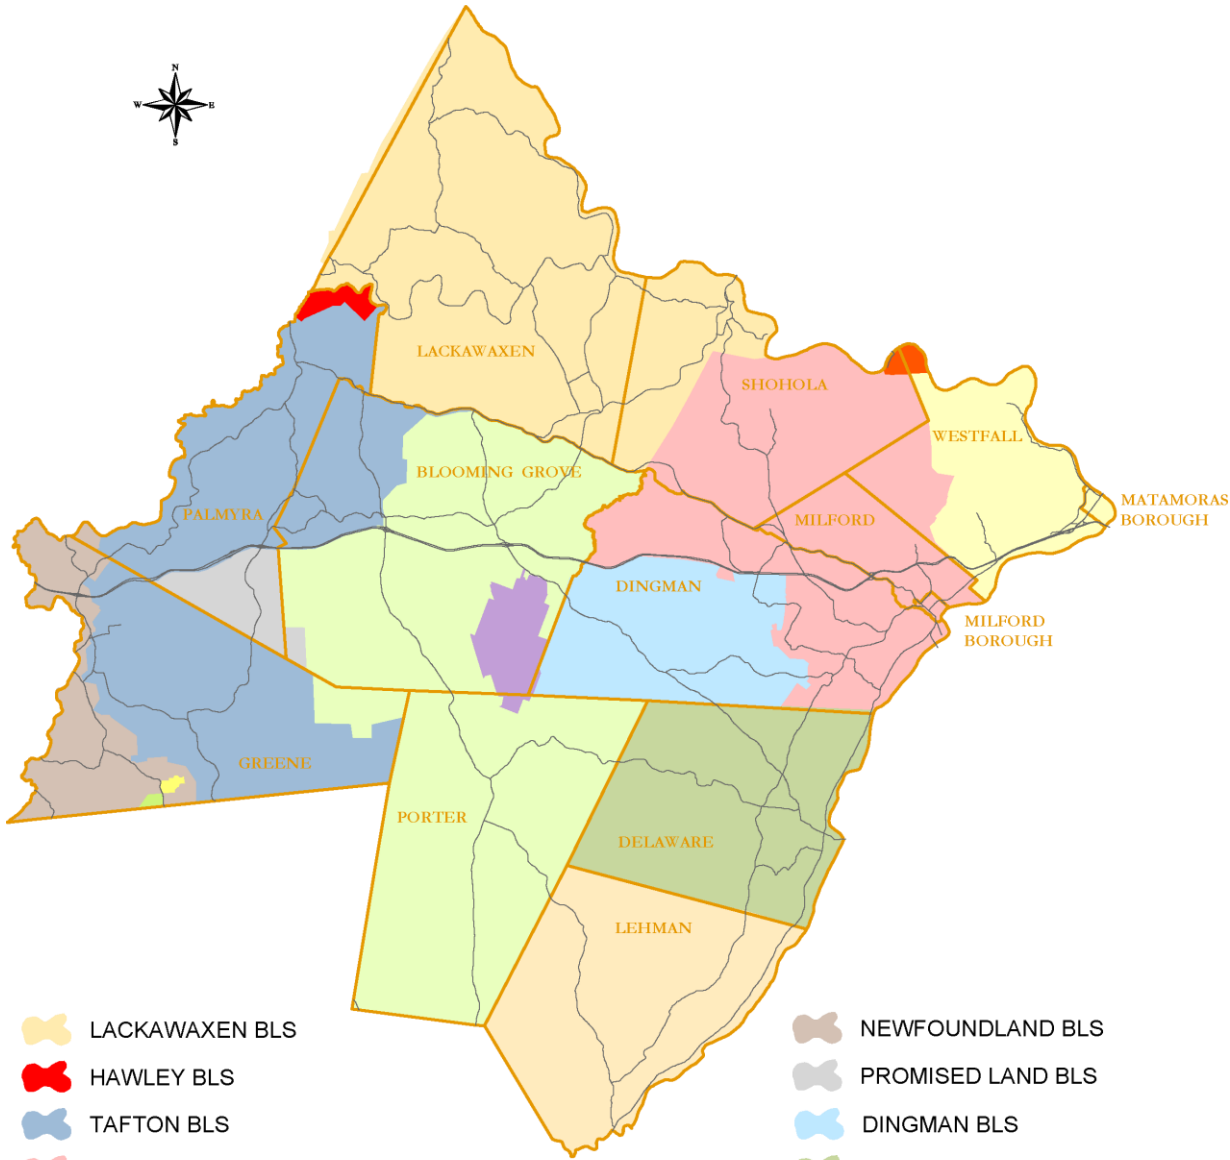 N
W E
S
LACKAWAXEN
SHOHOLA
WESTFALL
BLOOMING GROVE
MATAMORAS
BOROUGH
PALMYRA
MILFORD
DINGMAN
MILFORD
BOROUGH
GREENE
PORTER
DELAWARE
LEHMAN
LACKAWAXEN BLS
HAWLEY BLS
TAFTON BLS
NEWFOUNDLAND BLS
PROMISED LAND BLS
DINGMAN BLS